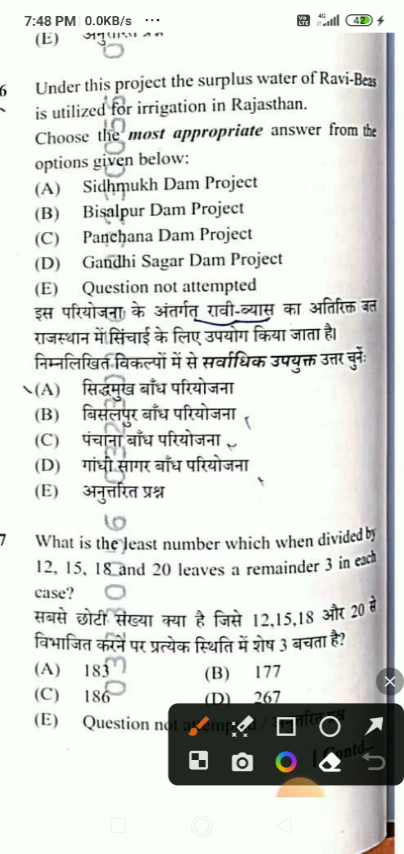 7:48 PM | 0.0KB/s ...
Vo LTE 4G 42
(E)
6 Under this project the surplus water of Ravi-Beas
is utilized for irrigation in Rajasthan.
Choose the most appropriate answer from the
options given below:
(A) Sidhmukh Dam Project
(B) Bisalpur Dam Project
(C) Panchana Dam Project
(D) Gandhi Sagar Dam Project
(E) Question not attempted
इस परियोजना के अंतर्गत रावी-ब्यास का अतिरिक्त जल
राजस्थान में सिंचाई के लिए उपयोग किया जाता है।
निम्नलिखित विकल्पों में से सर्वाधिक उपयुक्त उत्तर चुनें:
(A) सिद्धमुख बाँध परियोजना
(B) बिसलपुर बाँध परियोजना
(C) पंचाना बाँध परियोजना
(D) गांधी सागर बाँध परियोजना
(E) अनुत्तरित प्रश्न
7 What is the least number which when divided by
12, 15, 18 and 20 leaves a remainder 3 in each
case?
सबसे छोटी संख्या क्या है जिसे 12,15,18 और 20 से
विभाजित करने पर प्रत्येक स्थिति में शेष 3 बचता है?
(A) 183 (B) 177
(C) 186 (D) 267
(E) Question not
Contd